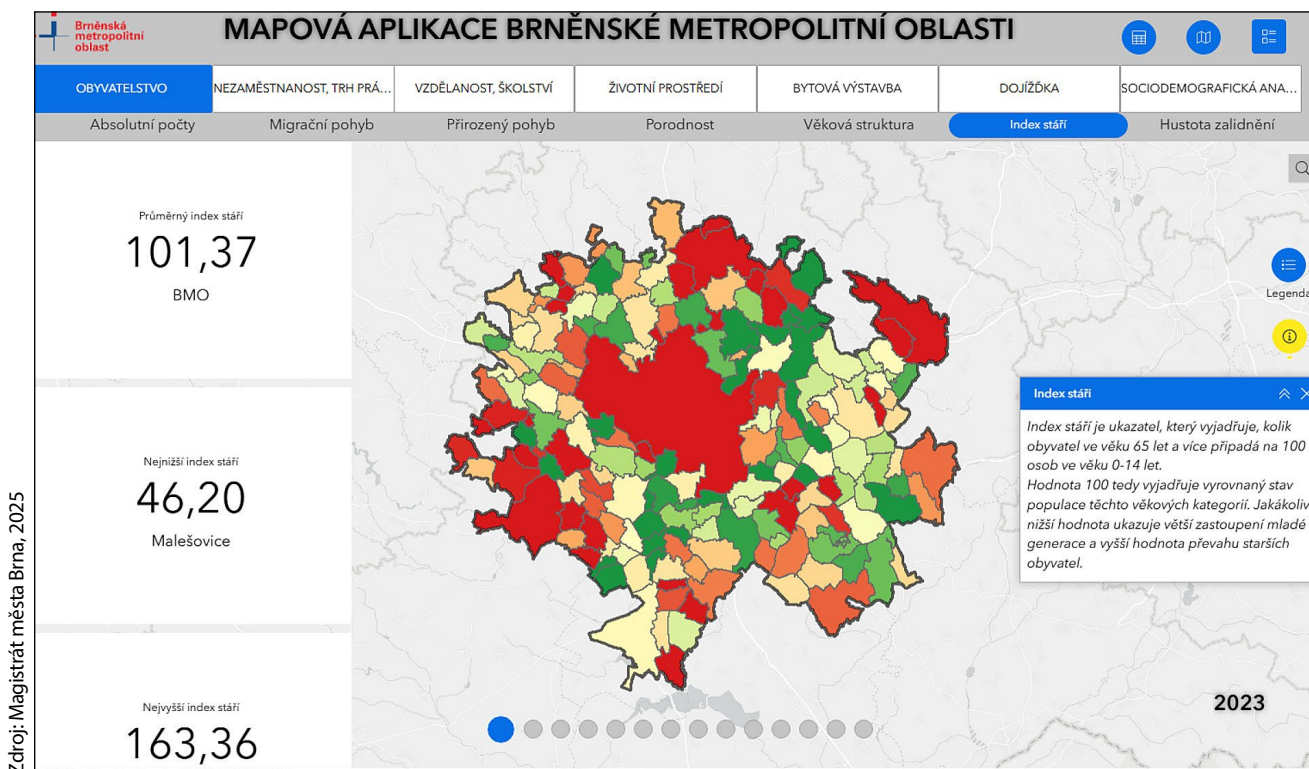 Brněnská
metropolitní
oblast
MAPOVÁ APLIKACE BRNĚNSKÉ METROPOLITNÍ OBLASTI
OBYVATELSTVO
NEZAMĚSTNANOST, TRH PRÁ...
VZDĚLANOST, ŠKOLSTVÍ
ŽIVOTNÍ PROSTŘEDÍ
BYTOVÁ VÝSTAVBA
DOJÍŽĎKA
SOCIODEMOGRAFICKÁ ANA...
Absolutní počty
Migrační pohyb
Přirozený pohyb
Porodnost
Věková struktura
Index stáří
Hustota zalidnění
Průměrný index stáří
101,37
BMO
Nejnižší index stáří
46,20
Malešovice
Nejvyšší index stáří
163,36
Legenda
Index stáří
Index stáří je ukazatel, který vyjadřuje, kolik
obyvatel ve věku 65 let a více připadá na 100
osob ve věku 0-14 let.
Hodnota 100 tedy vyjadřuje vyrovnaný stav
populace těchto věkových kategorií. Jakákoliv
nižší hodnota ukazuje větší zastoupení mladé
generace a vyšší hodnota převahu starších
obyvatel.
2023
Zdroj: Magistrát města Brna, 2025